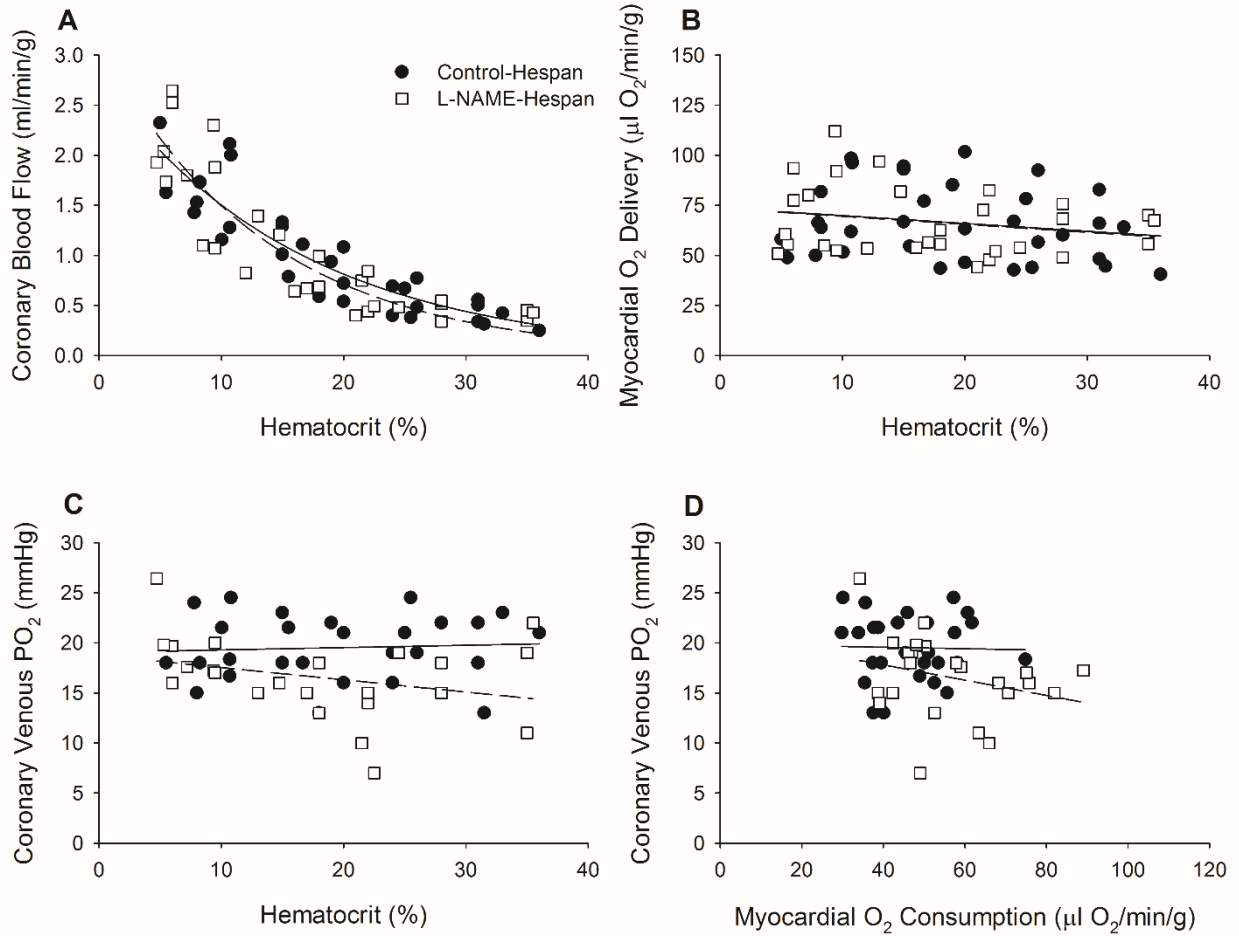 A
Coronary Blood Flow (ml/min/g)
3.0
2.5
2.0
1.5
1.0
0.5
0.0
0 10 20 30 40
Hematocrit (%)
Control-Hespan
L-NAME-Hespan
B
Myocardial O₂ Delivery (µl O₂/min/g)
150
125
100
75
50
25
0
0 10 20 30 40
Hematocrit (%)
C
Coronary Venous PO₂ (mmHg)
30
25
20
15
10
5
0
0 10 20 30 40
Hematocrit (%)
D
Coronary Venous PO₂ (mmHg)
30
25
20
15
10
5
0
0 20 40 60 80 100 120
Myocardial O₂ Consumption (µl O₂/min/g)